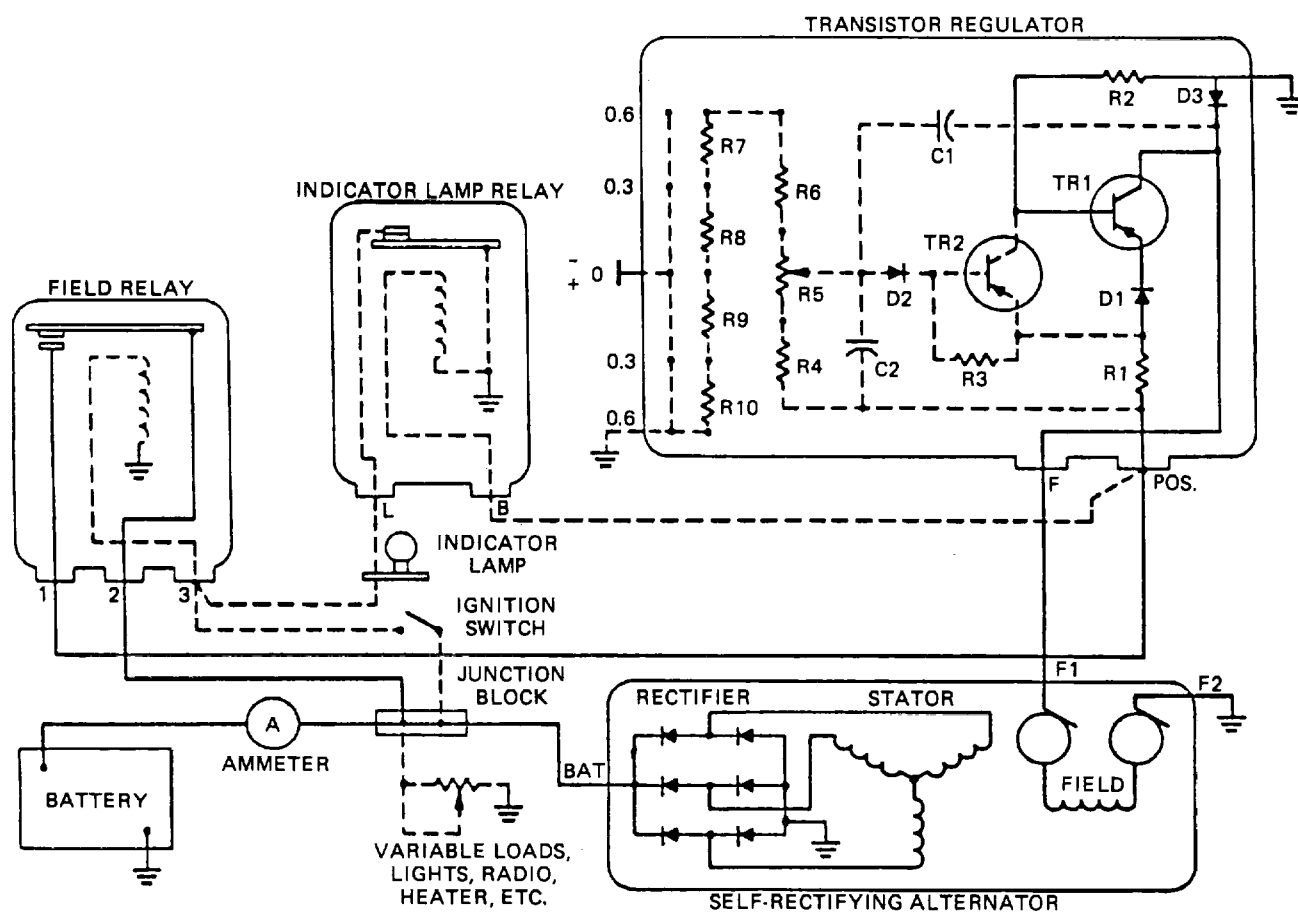 TRANSISTOR REGULATOR
R2
D3
0.6
R7
C1
0.3
R6
TR1
R8
TR2
- + 0
R5
D2
D1
R9
0.3
R4
C2
R3
R1
0.6
R10
F
POS.
INDICATOR LAMP RELAY
L
B
INDICATOR
LAMP
FIELD RELAY
1
2
3
IGNITION
SWITCH
JUNCTION
BLOCK
A
AMMETER
BATTERY
BAT
VARIABLE LOADS,
LIGHTS, RADIO,
HEATER, ETC.
F1
F2
RECTIFIER
STATOR
FIELD
SELF-RECTIFYING ALTERNATOR